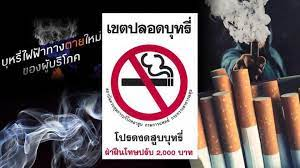 บุหรี่ไฟฟ้าทางตายใหม่
ของผู้บริโภค
เขตปลอดบุหรี่
โปรดงดสูบบุหรี่
ฝ่าฝืนโทษปรับ 2,000 บาท